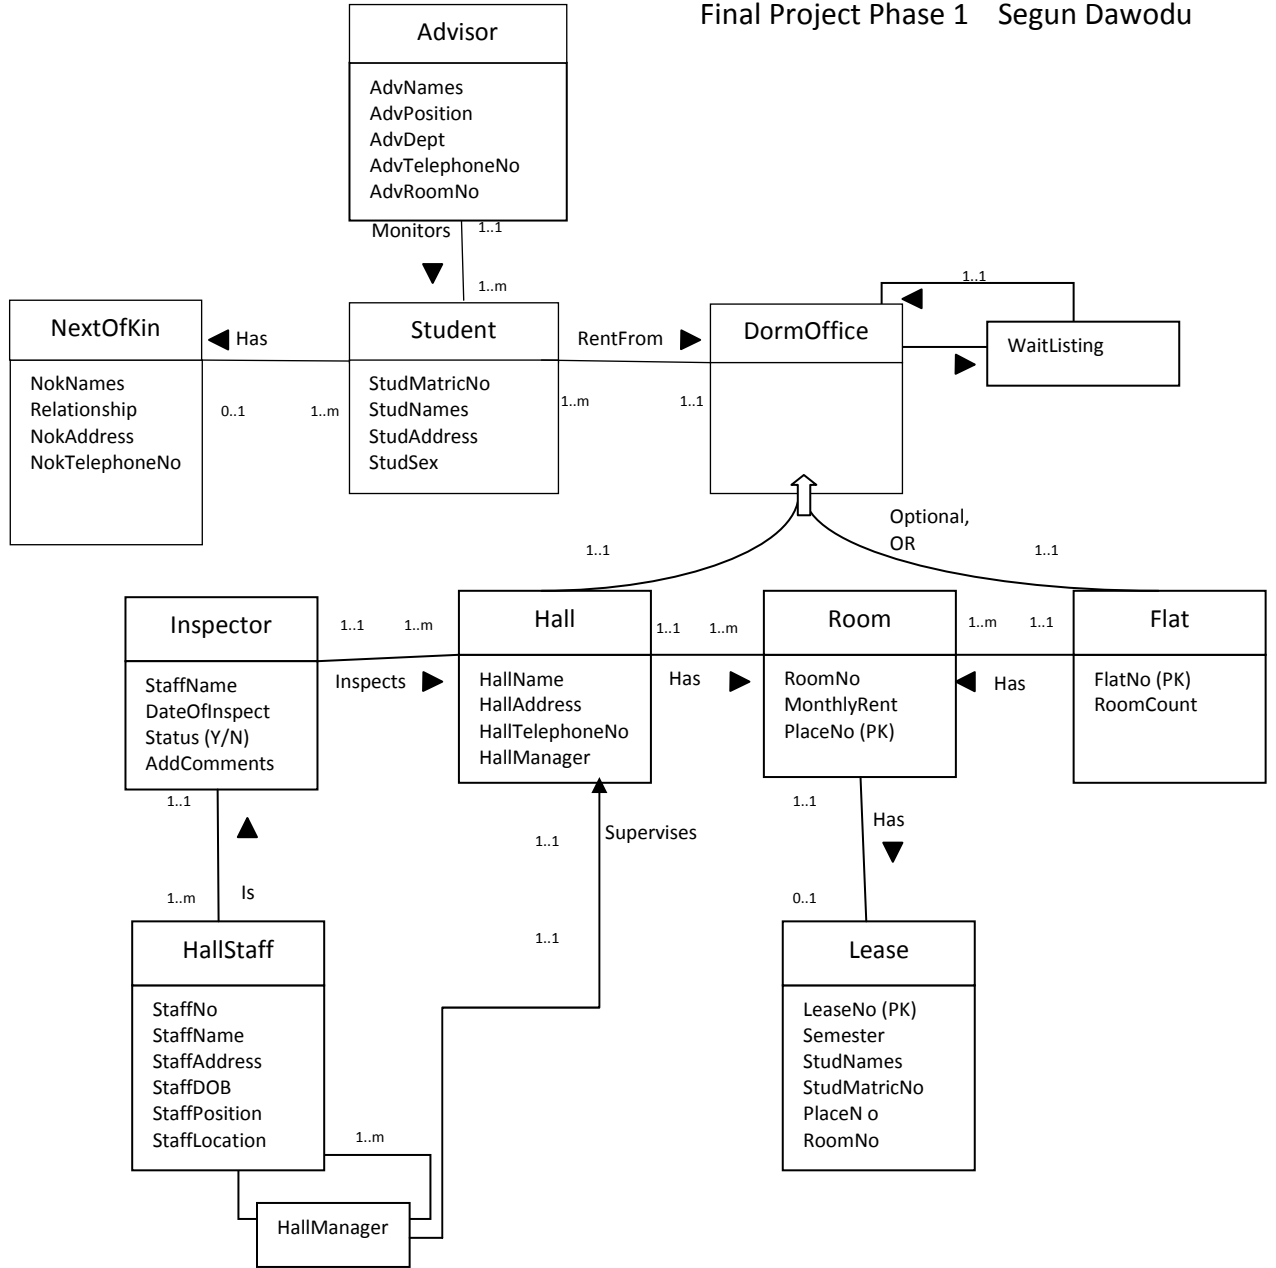 Final Project Phase 1 Segun Dawodu
Advisor
AdvNames
AdvPosition
AdvDept
AdvTelephoneNo
AdvRoomNo
Monitors
1..1
1..m
NextOfKin
NokNames
Relationship
NokAddress
NokTelephoneNo
Has
0..1
1..m
Student
StudMatricNo
StudNames
StudAddress
StudSex
RentFrom
1..m
1..1
DormOffice
1..1
WaitListing
Optional,
OR
1..1
1..1
Inspector
StaffName
DateOfInspect
Status (Y/N)
AddComments
1..1
1..m
Inspects
Hall
HallName
HallAddress
HallTelephoneNo
HallManager
1..1
1..m
Has
Room
RoomNo
MonthlyRent
PlaceNo (PK)
1..m
1..1
Has
Flat
FlatNo (PK)
RoomCount
1..1
Is
1..m
1..1
Supervises
1..1
1..1
Has
0..1
HallStaff
StaffNo
StaffName
StaffAddress
StaffDOB
StaffPosition
StaffLocation
1..m
HallManager
Lease
LeaseNo (PK)
Semester
StudNames
StudMatricNo
PlaceN o
RoomNo